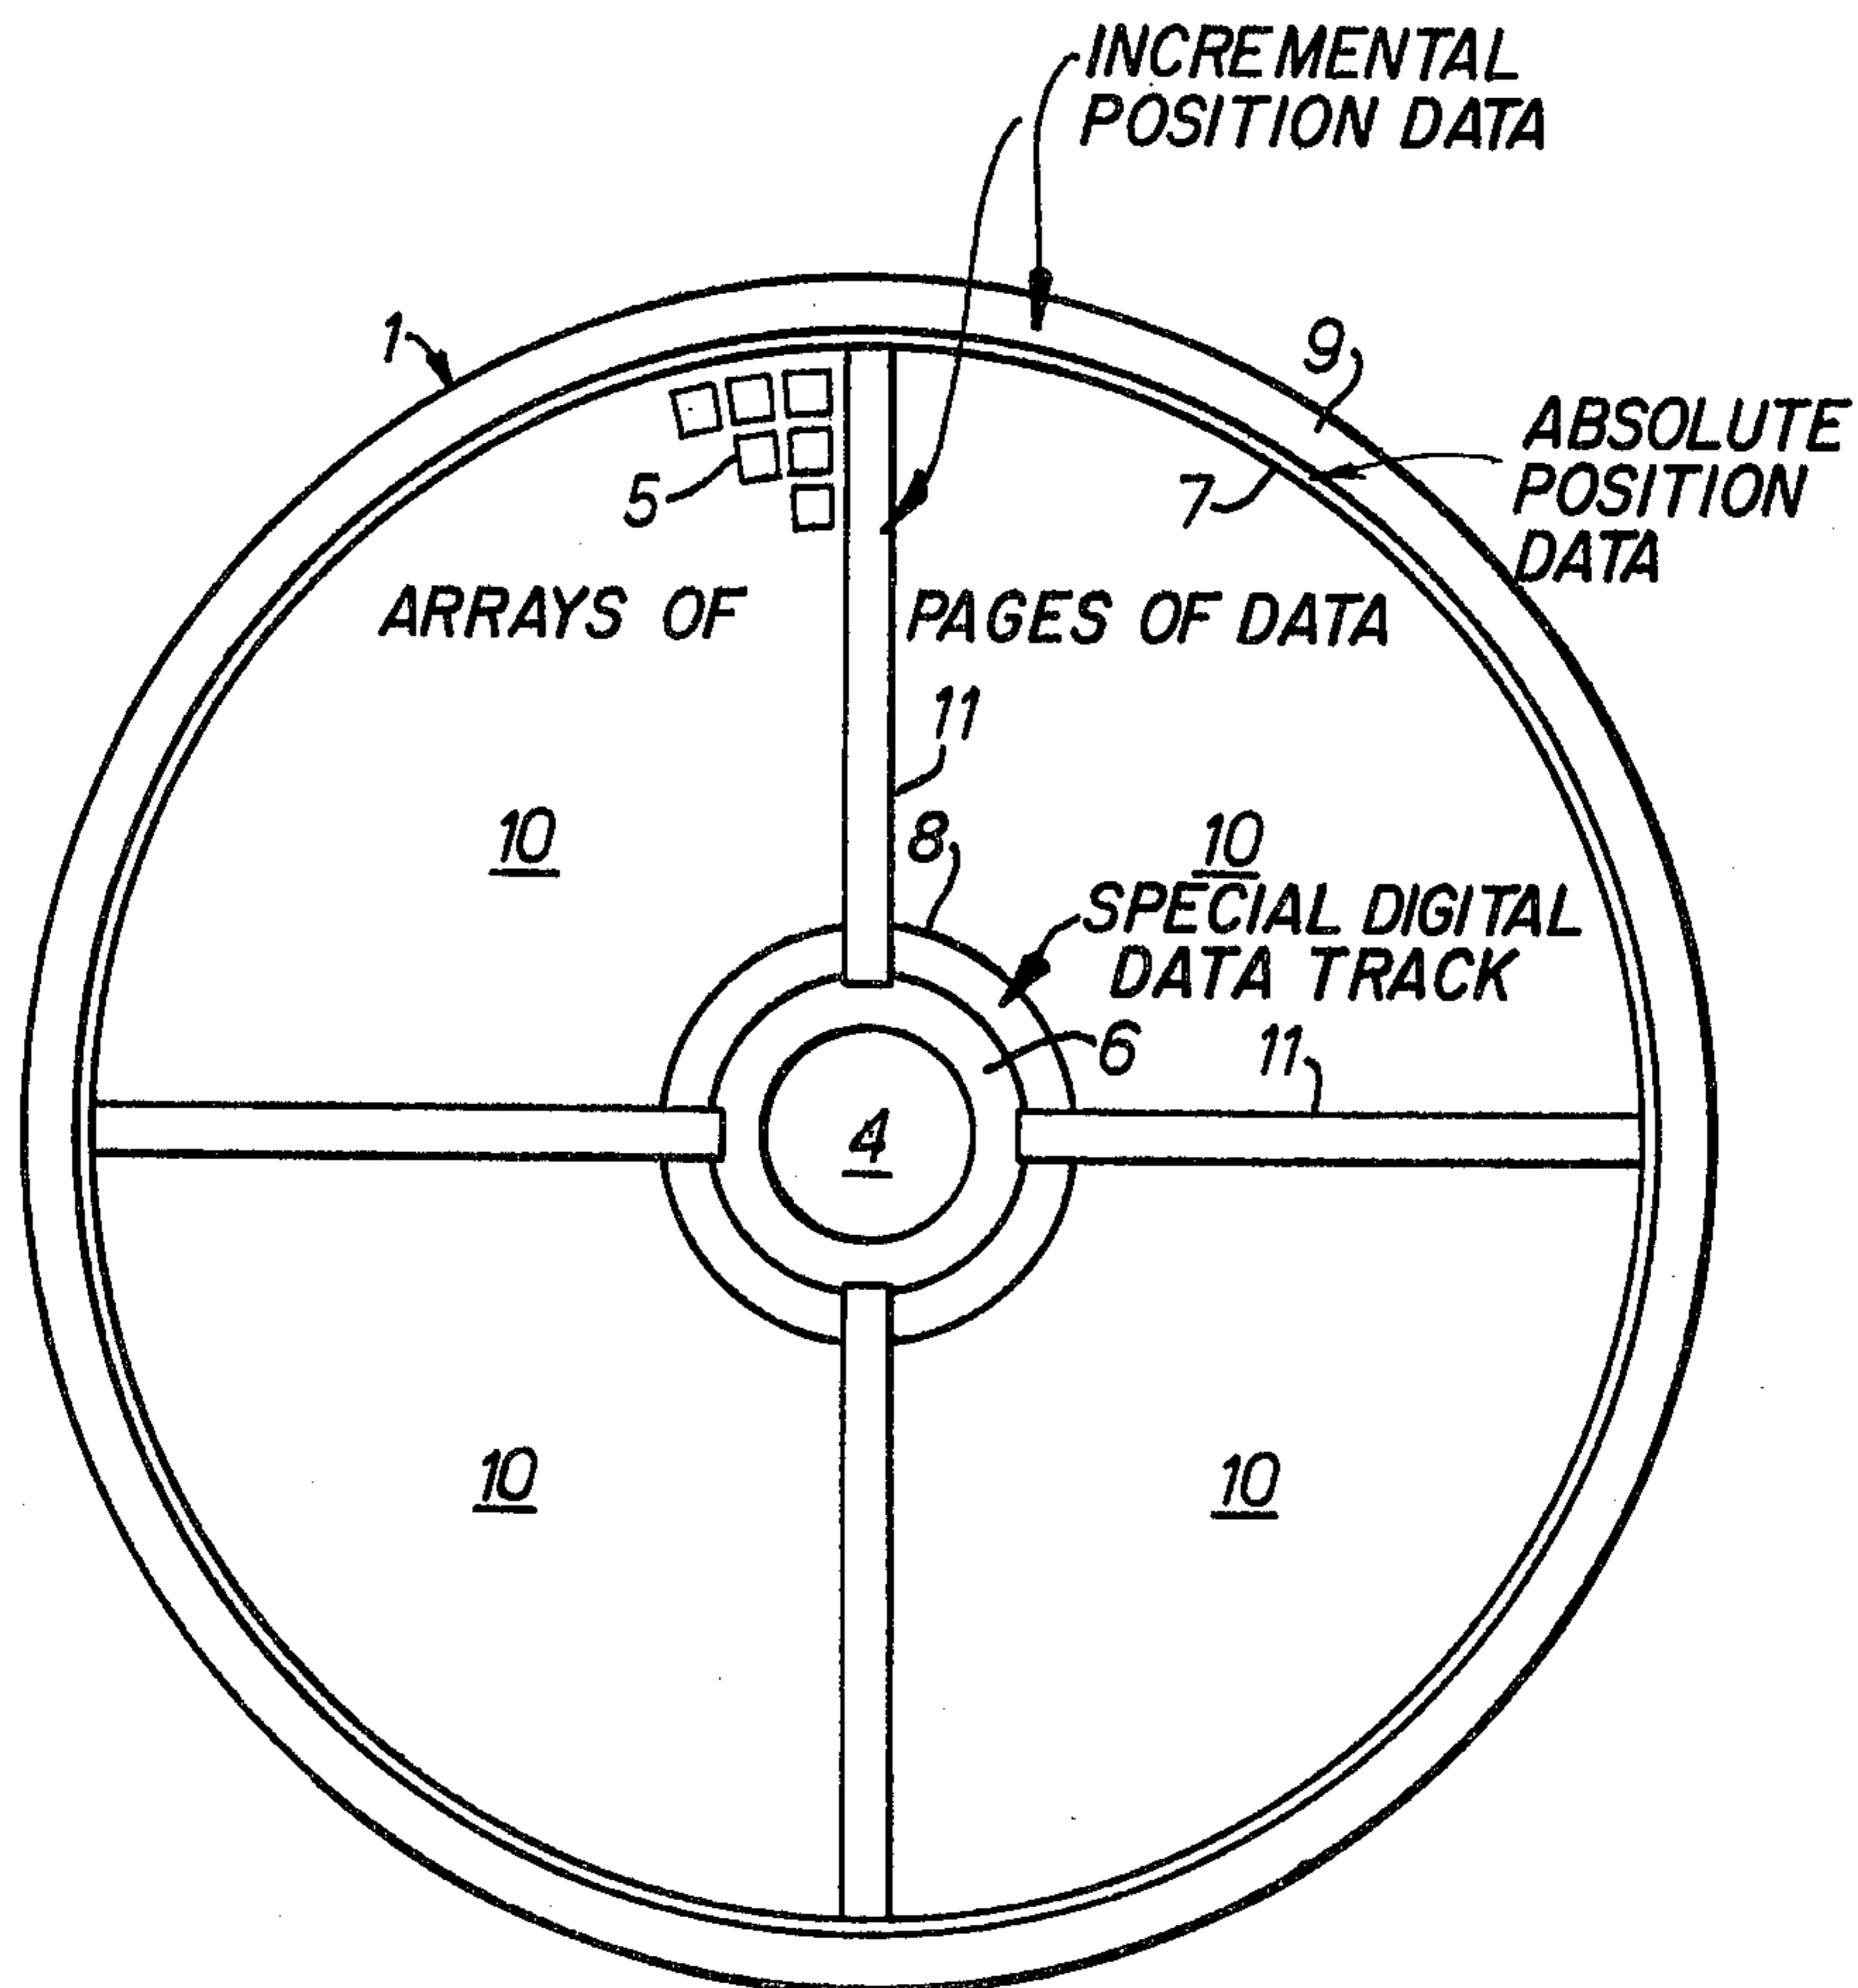 INCREMENTAL
POSITION DATA
1
9
ABSOLUTE
POSITION
DATA
5
7
ARRAYS OF PAGES OF DATA
11
10
8
10
SPECIAL DIGITAL
DATA TRACK
6
11
4
10
10